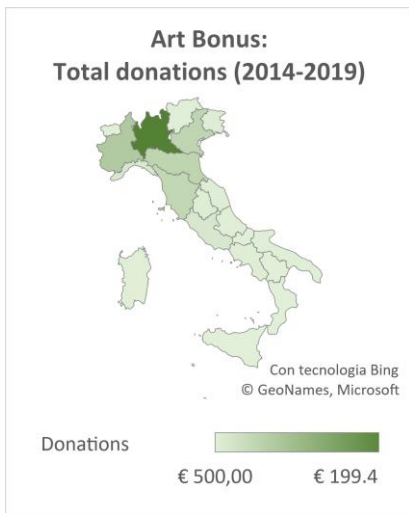 Art Bonus:
Total donations (2014-2019)
Con tecnologia Bing
© GeoNames, Microsoft
Donations
€ 500,00 € 199.4